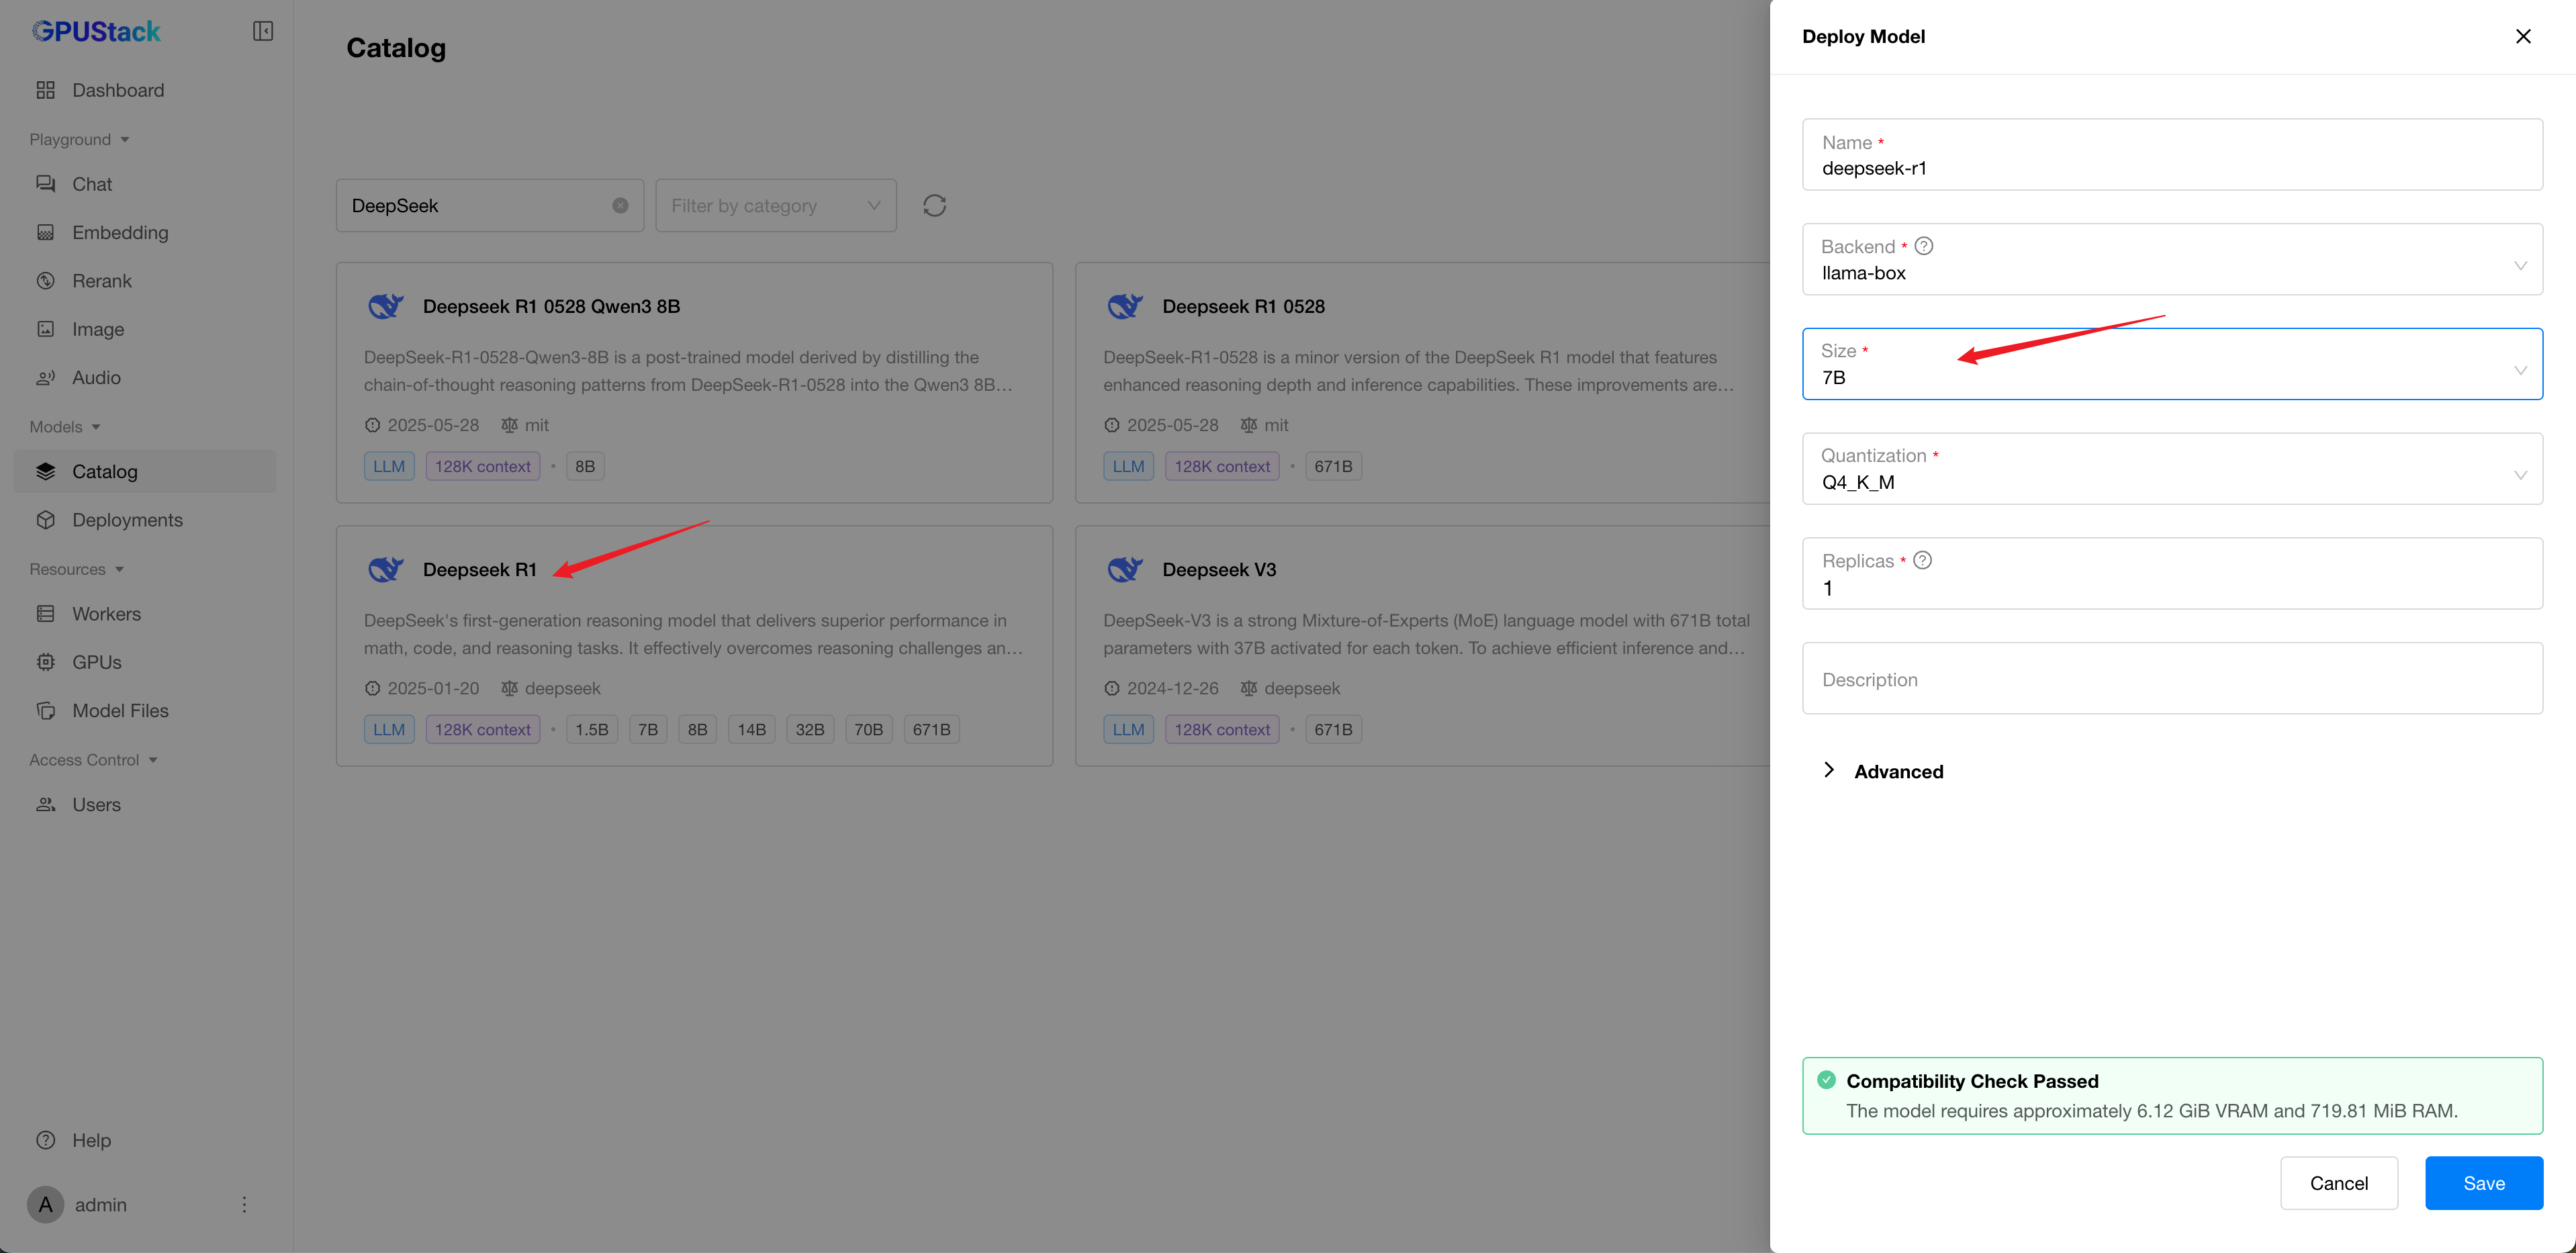 GPUStack
Dashboard
Playground
Chat
Embedding
Rerank
Image
Audio
Models
Catalog
Deployments
Resources
Workers
GPUs
Model Files
Access Control
Users
Help
A admin
Catalog
DeepSeek
Filter by category
Deepseek R1 0528 Qwen3 8B
DeepSeek-R1-0528-Qwen3-8B is a post-trained model derived by distilling the
chain-of-thought reasoning patterns from DeepSeek-R1-0528 into the Qwen3 8B...
2025-05-28 mit
LLM 128K context • 8B
Deepseek R1 0528
DeepSeek-R1-0528 is a minor version of the DeepSeek R1 model that features
enhanced reasoning depth and inference capabilities. These improvements are...
2025-05-28 mit
LLM 128K context • 671B
Deepseek R1
DeepSeek's first-generation reasoning model that delivers superior performance in
math, code, and reasoning tasks. It effectively overcomes reasoning challenges an...
2025-01-20 deepseek
LLM 128K context • 1.5B 7B 8B 14B 32B 70B 671B
Deepseek V3
DeepSeek-V3 is a strong Mixture-of-Experts (MoE) language model with 671B total
parameters with 37B activated for each token. To achieve efficient inference and...
2024-12-26 deepseek
LLM 128K context • 671B
Deploy Model
Name *
deepseek-r1
Backend *
llama-box
Size *
7B
Quantization *
Q4_K_M
Replicas *
1
Description
Advanced
Compatibility Check Passed
The model requires approximately 6.12 GiB VRAM and 719.81 MiB RAM.
Cancel
Save